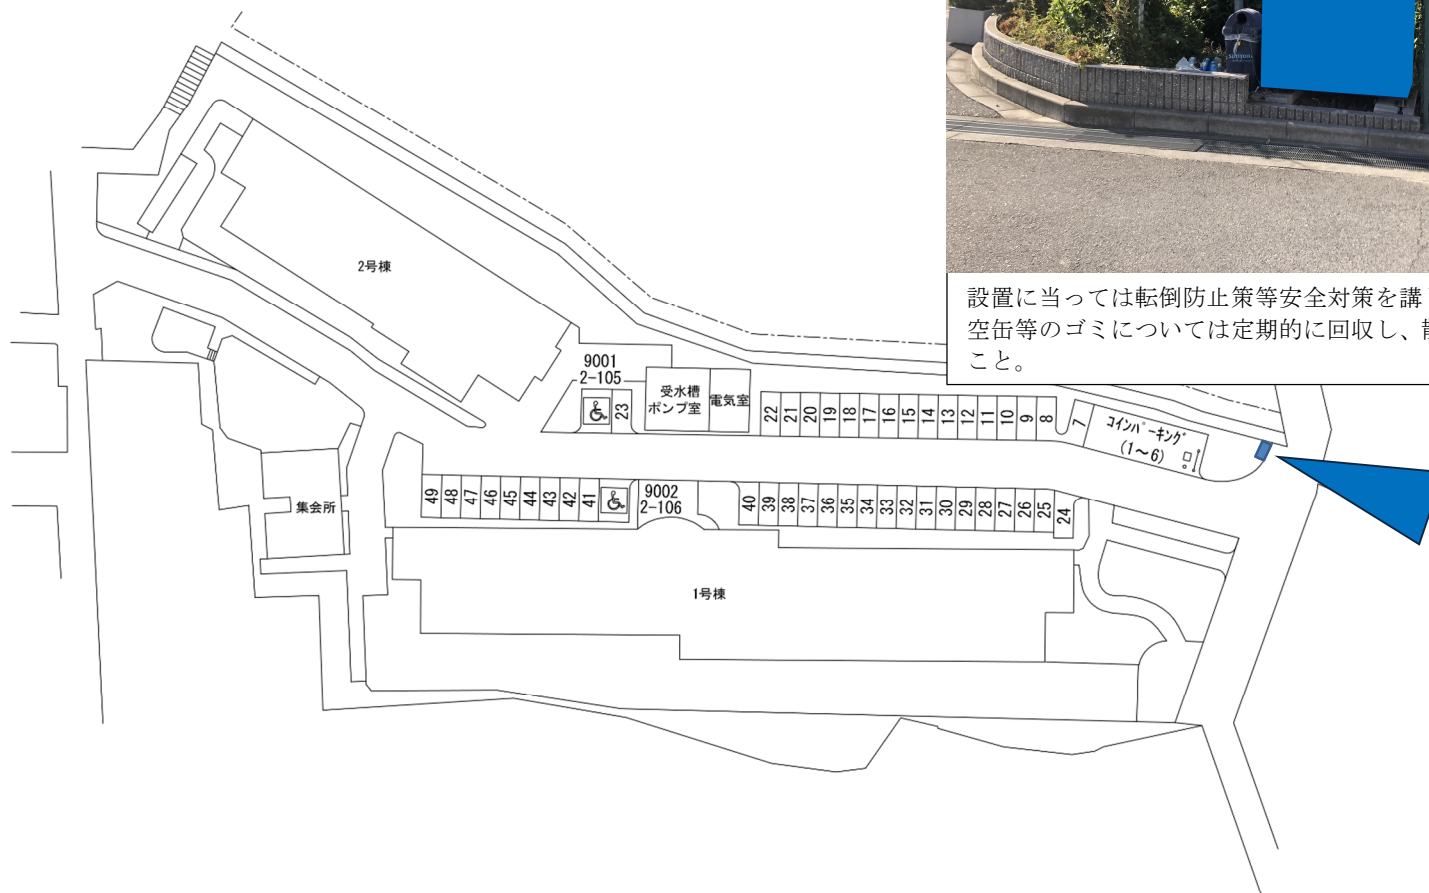 SUNTORY
設置に当っては転倒防止策等安全対策を講
空缶等のゴミについては定期的に回収し、散
こと。
2号棟
9001
2-105
23
受水槽
ポンプ室
電気室
22 21 20 19 18 17 16 15 14 13 12 11 10 9 8
7
コインパーキング
(1~6)
49 48 47 46 45 44 43 42 41
9002
2-106
40 39 38 37 36 35 34 33 32 31 30 29 28 27 26 25 24
集会所
1号棟